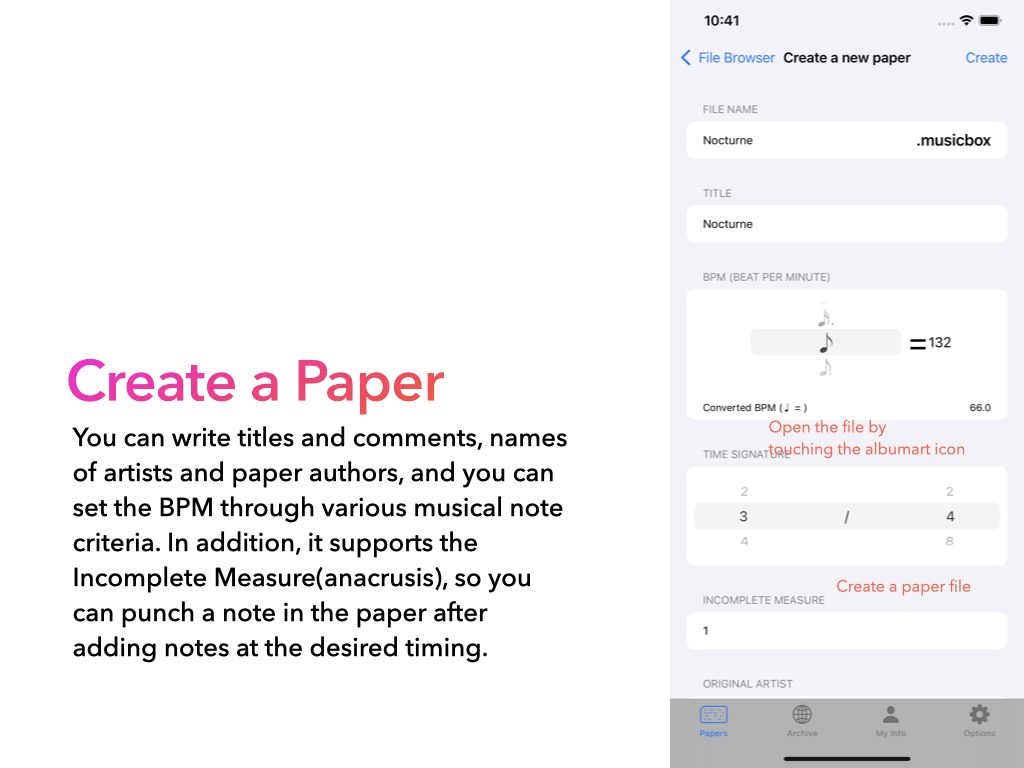 Create a Paper
You can write titles and comments, names
of artists and paper authors, and you can
set the BPM through various musical note
criteria. In addition, it supports the
Incomplete Measure(anacrusis), so you
can punch a note in the paper after
adding notes at the desired timing.
10:41
File Browser Create a new paper Create
FILE NAME
Nocturne .musicbox
TITLE
Nocturne
BPM (BEAT PER MINUTE)
♪ = 132
Converted BPM (♩ = ) 66.0
Open the file by
touching the albumart icon
TIME SIGNATURE
2 2
3 / 4
4 8
Create a paper file
INCOMPLETE MEASURE
1
ORIGINAL ARTIST
Papers Archive My Info Options